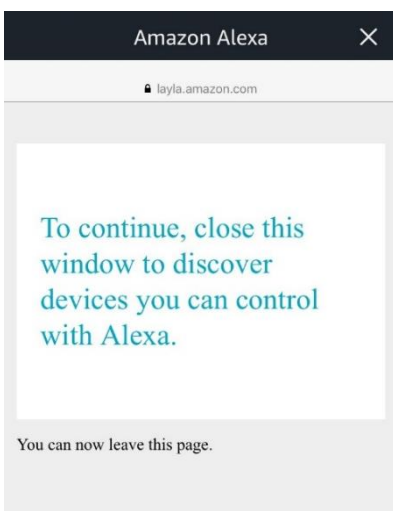 Amazon Alexa
layla.amazon.com
To continue, close this
window to discover
devices you can control
with Alexa.
You can now leave this page.